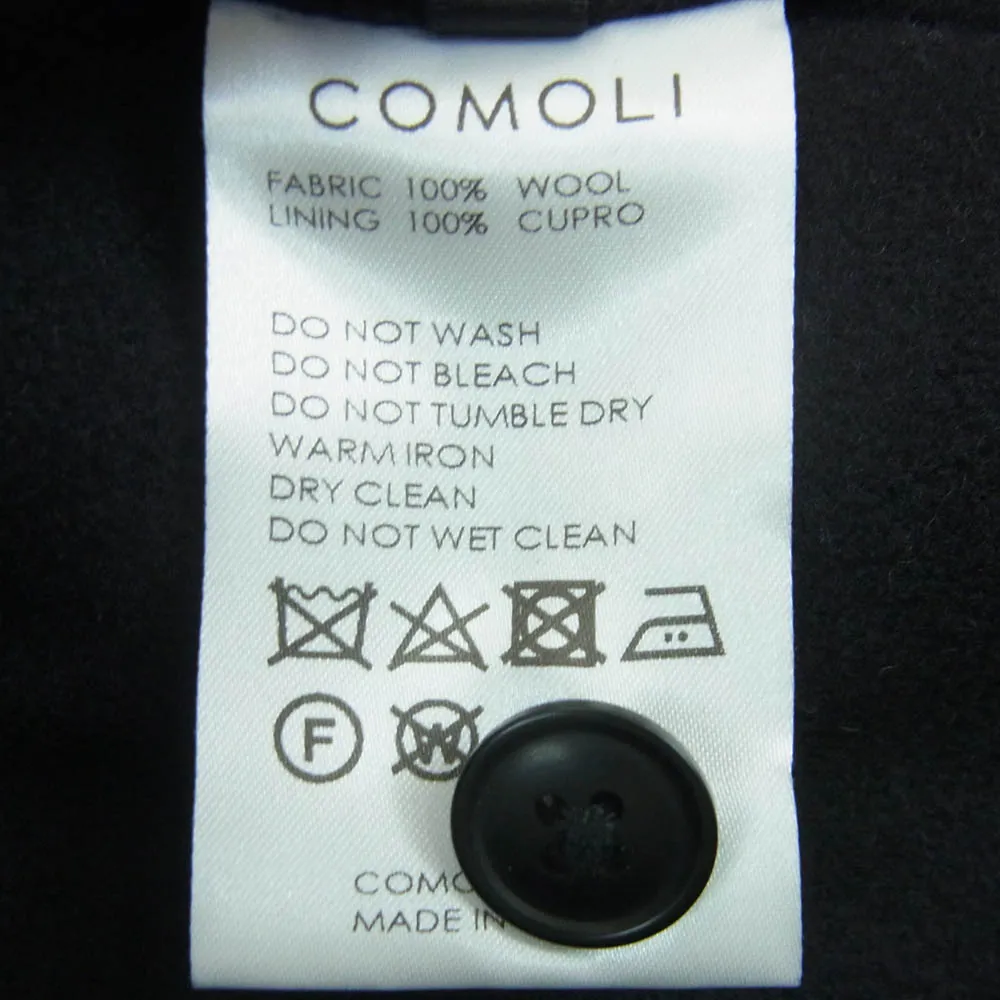 COMOLI
FABRIC 100% WOOL
LINING 100% CUPRO
DO NOT WASH
DO NOT BLEACH
DO NOT TUMBLE DRY
WARM IRON
DRY CLEAN
DO NOT WET CLEAN
F W
MADE IN